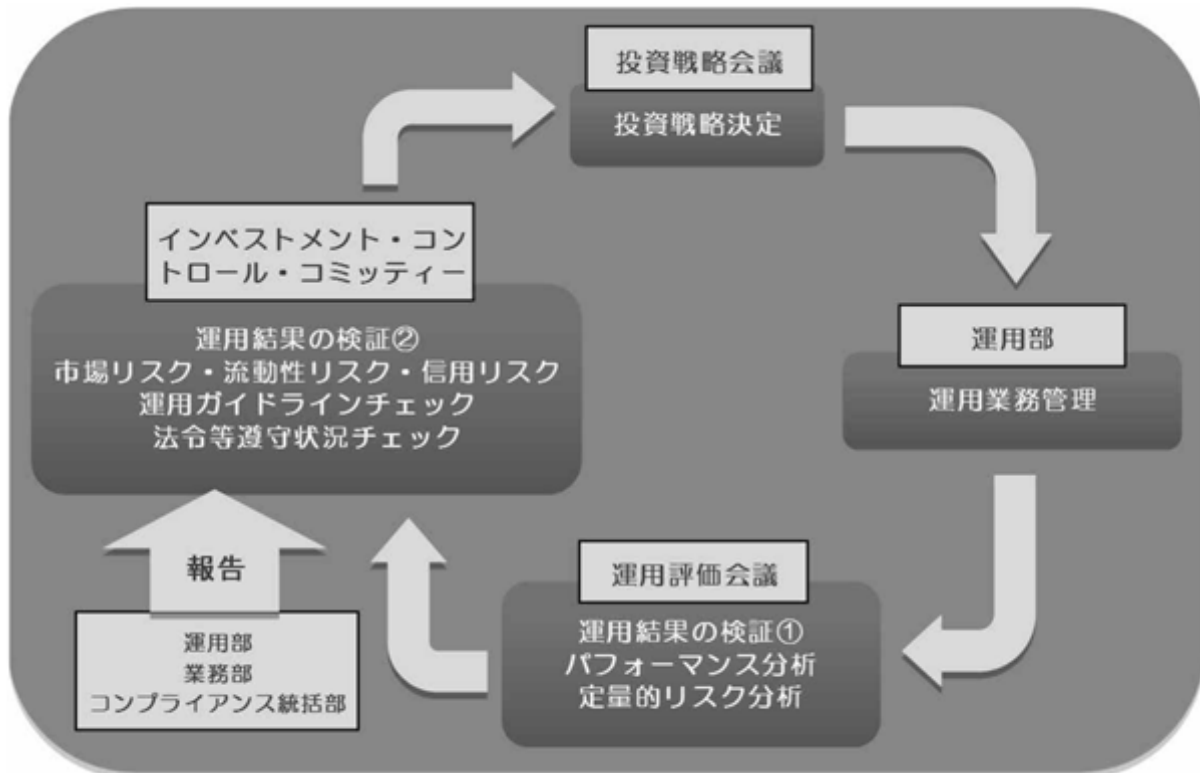 投資戦略会議
投資戦略決定
運用部
運用業務管理
運用評価会議
運用結果の検証①
パフォーマンス分析
定量的リスク分析
インベストメント・コン
トロール・コミッティー
運用結果の検証②
市場リスク・流動性リスク・信用リスク
運用ガイドラインチェック
法令等遵守状況チェック
報告
運用部
業務部
コンプライアンス統括部